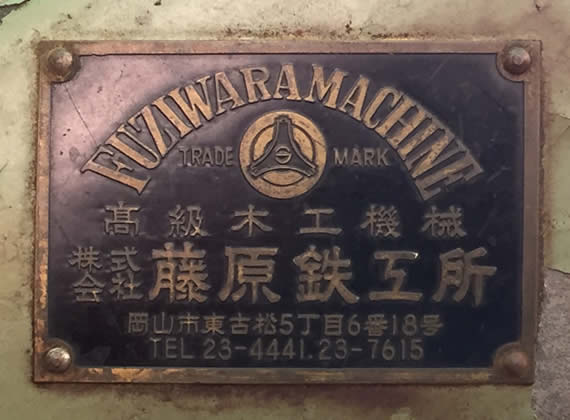 FUZIWARAMACHINE
TRADE MARK
高級木工機械
株式会社 藤原鉄工所
岡山市東古松5丁目6番18号
TEL 23-4441.23-7615